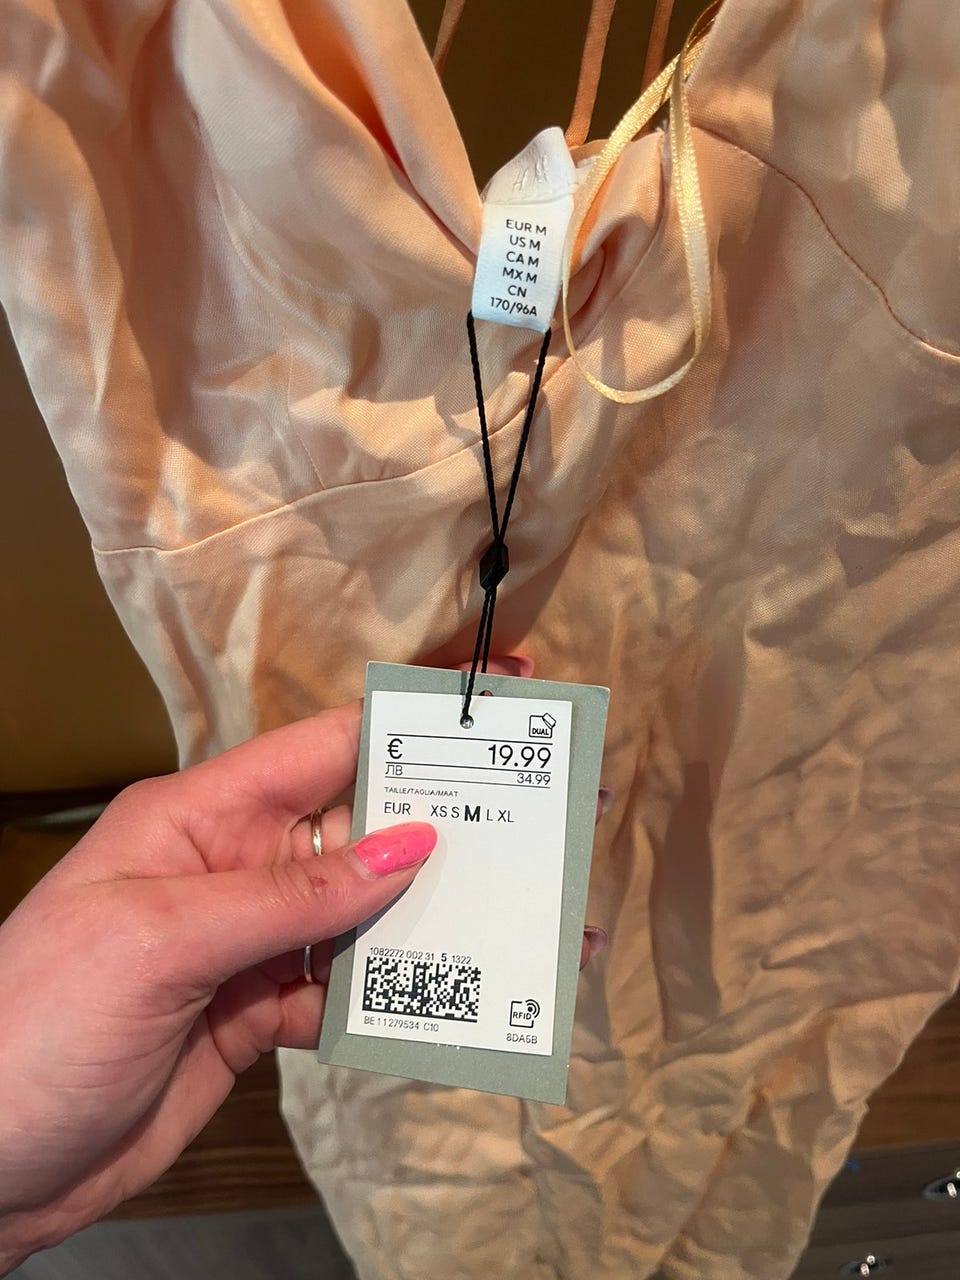 H&M
EUR M
US M
CA M
MX M
CN
170/96A
DUAL
€ 19.99
ЛВ 34.99
TAILLE/TAGLIA/MAAT
EUR XS S M L XL
1082272 002 31 5 1322
BE 11279534 C10
RFID
8DA5B